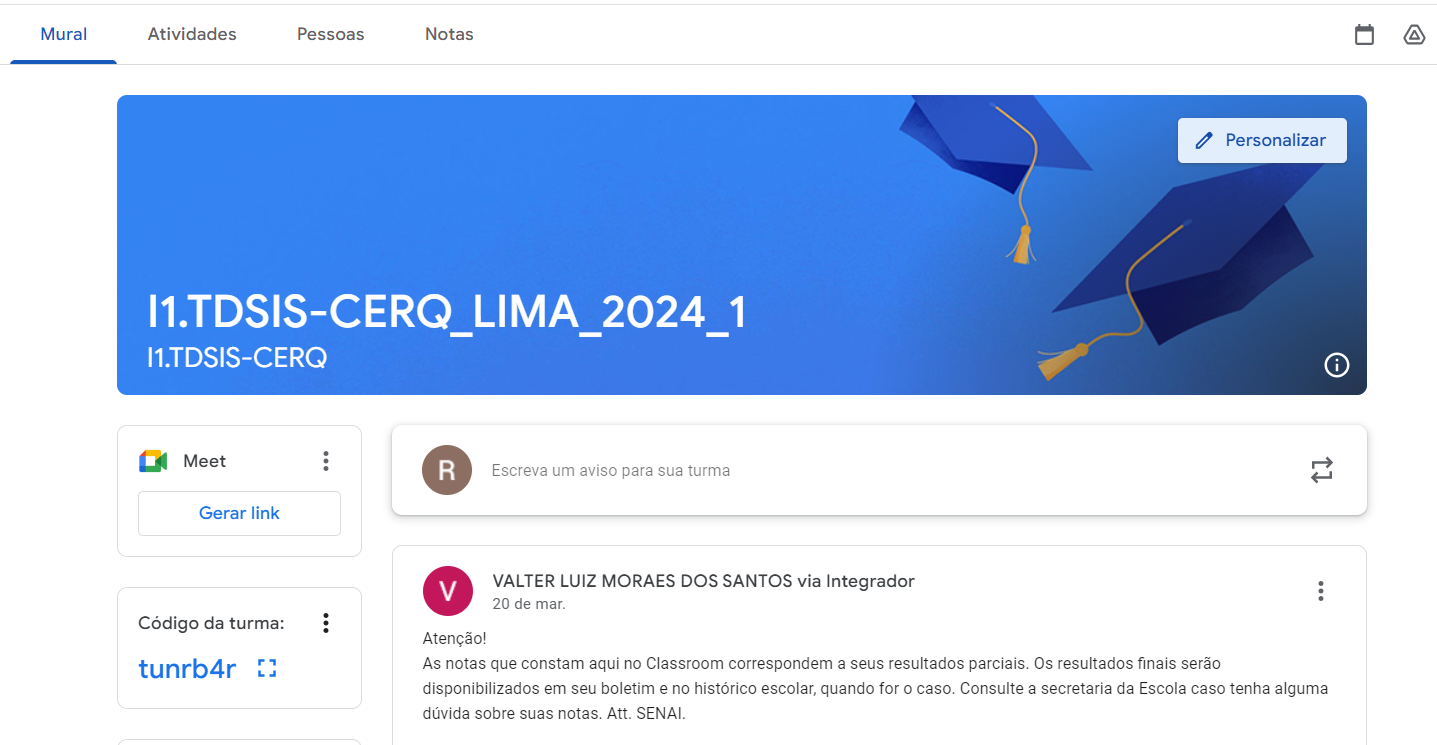 Mural
Atividades
Pessoas
Notas
Personalizar
I1.TDSIS-CERQ_LIMA_2024_1
I1.TDSIS-CERQ
Meet
Gerar link
Código da turma:
tunrb4r
R
Escreva um aviso para sua turma
V
VALTER LUIZ MORAES DOS SANTOS via Integrador
20 de mar.
Atenção!
As notas que constam aqui no Classroom correspondem a seus resultados parciais. Os resultados finais serão
disponibilizados em seu boletim e no histórico escolar, quando for o caso. Consulte a secretaria da Escola caso tenha alguma
dúvida sobre suas notas. Att. SENAI.